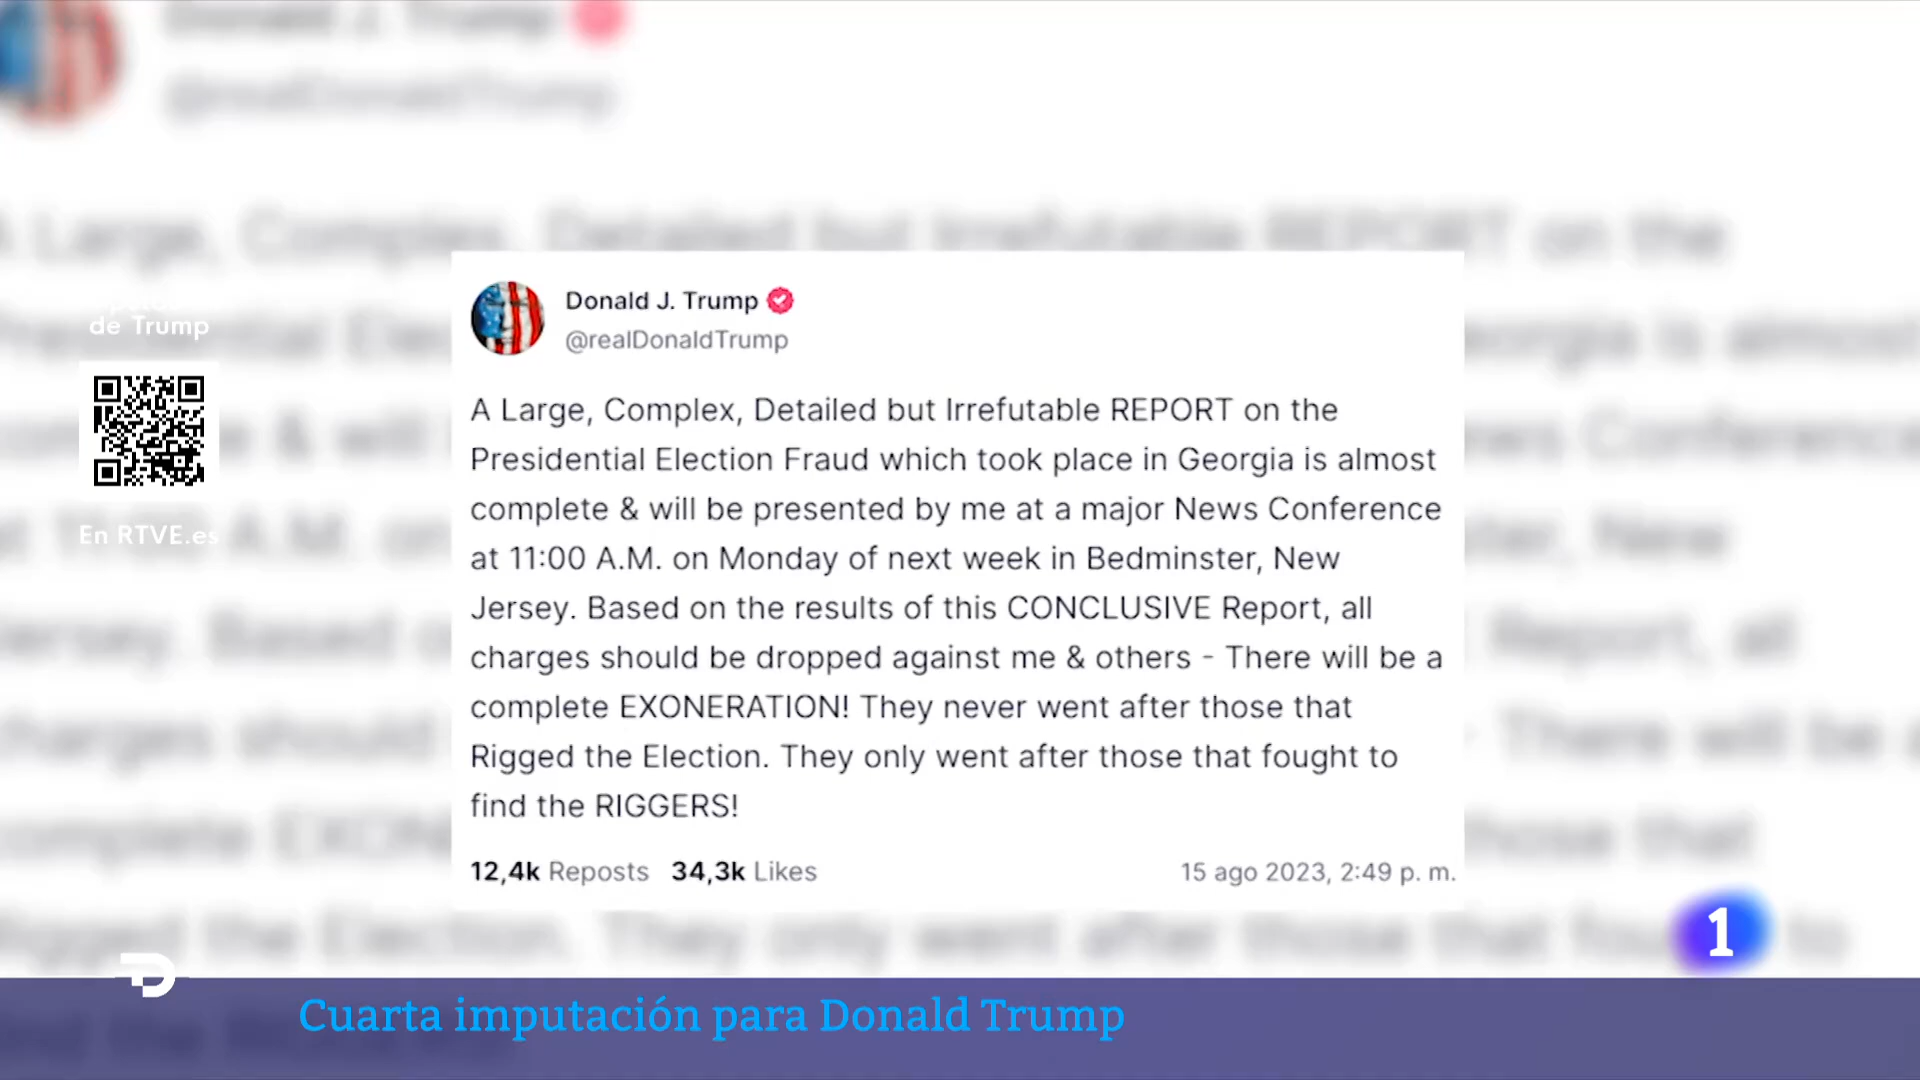 Donald J. Trump
@realDonaldTrump
A Large, Complex, Detailed but Irrefutable REPORT on the
Presidential Election Fraud which took place in Georgia is almost
complete & will be presented by me at a major News Conference
at 11:00 A.M. on Monday of next week in Bedminster, New
Jersey. Based on the results of this CONCLUSIVE Report, all
charges should be dropped against me & others - There will be a
complete EXONERATION! They never went after those that
Rigged the Election. They only went after those that fought to
find the RIGGERS!
12,4k Reposts 34,3k Likes
15 ago 2023, 2:49 p. m.
de Trump
En RTVE.es
1
Cuarta imputación para Donald Trump